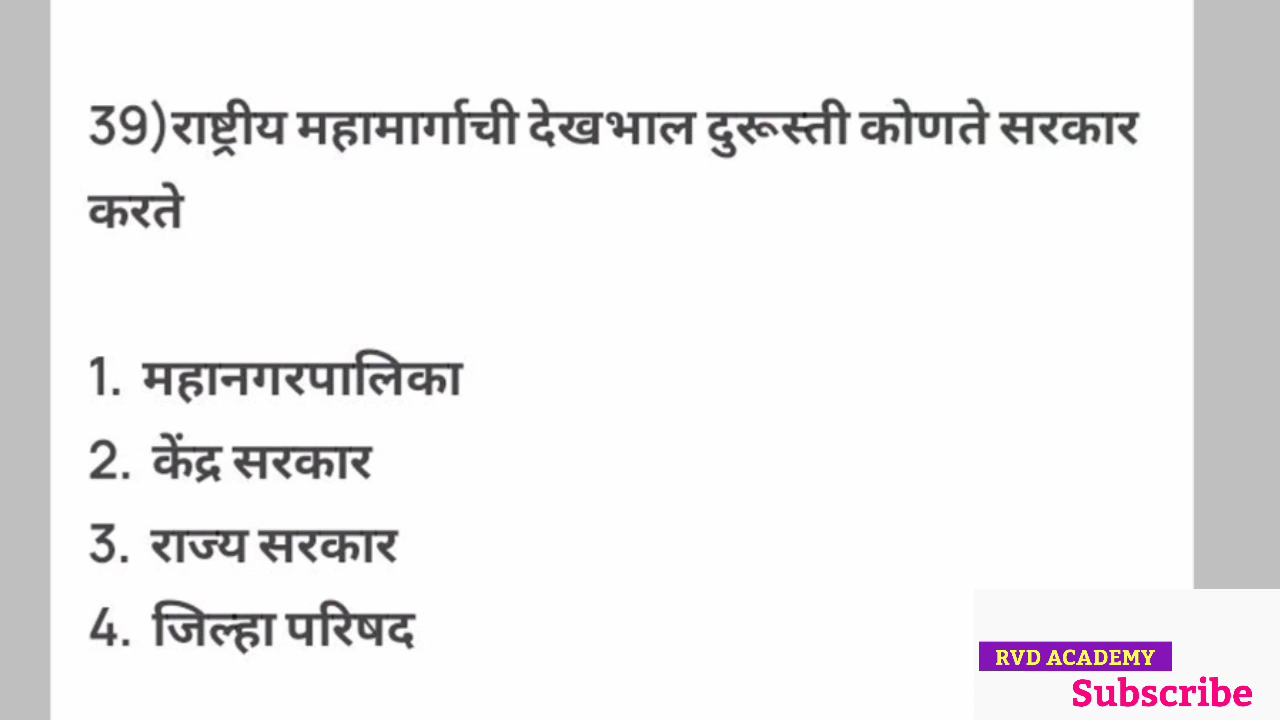 39)राष्ट्रीय महामार्गाची देखभाल दुरूस्ती कोणते सरकार
करते
1. महानगरपालिका
2. केंद्र सरकार
3. राज्य सरकार
4. जिल्हा परिषद
RVD ACADEMY
Subscribe